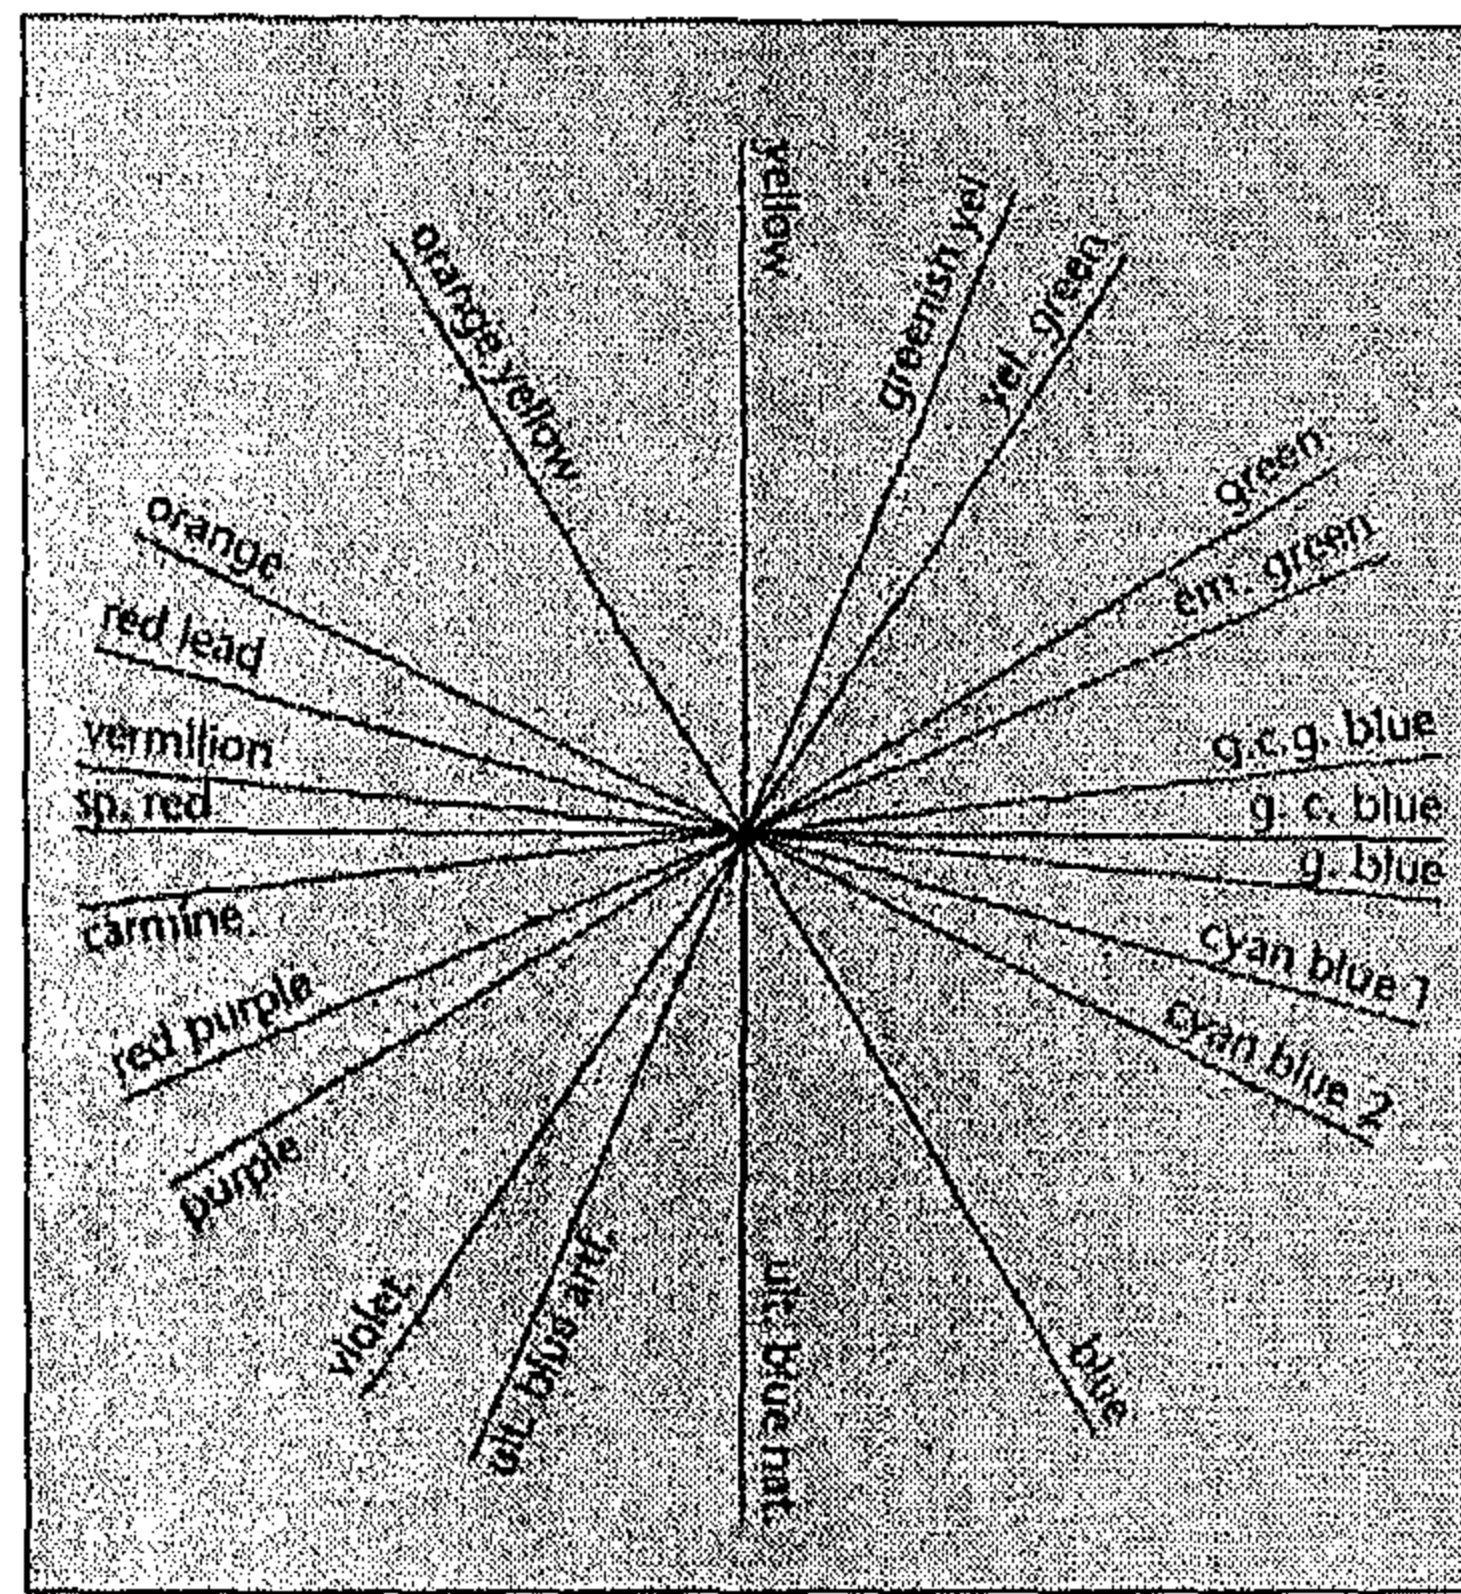 yellow
greenish yel
yel. green
green
em. green
g.c.g. blue
g. c. blue
g. blue
cyan blue 1
cyan blue 2
blue
ult. blue nat.
ult. blue artf.
violet
purple
red purple
carmine
sp. red
vermilion
red lead
orange
orange yellow